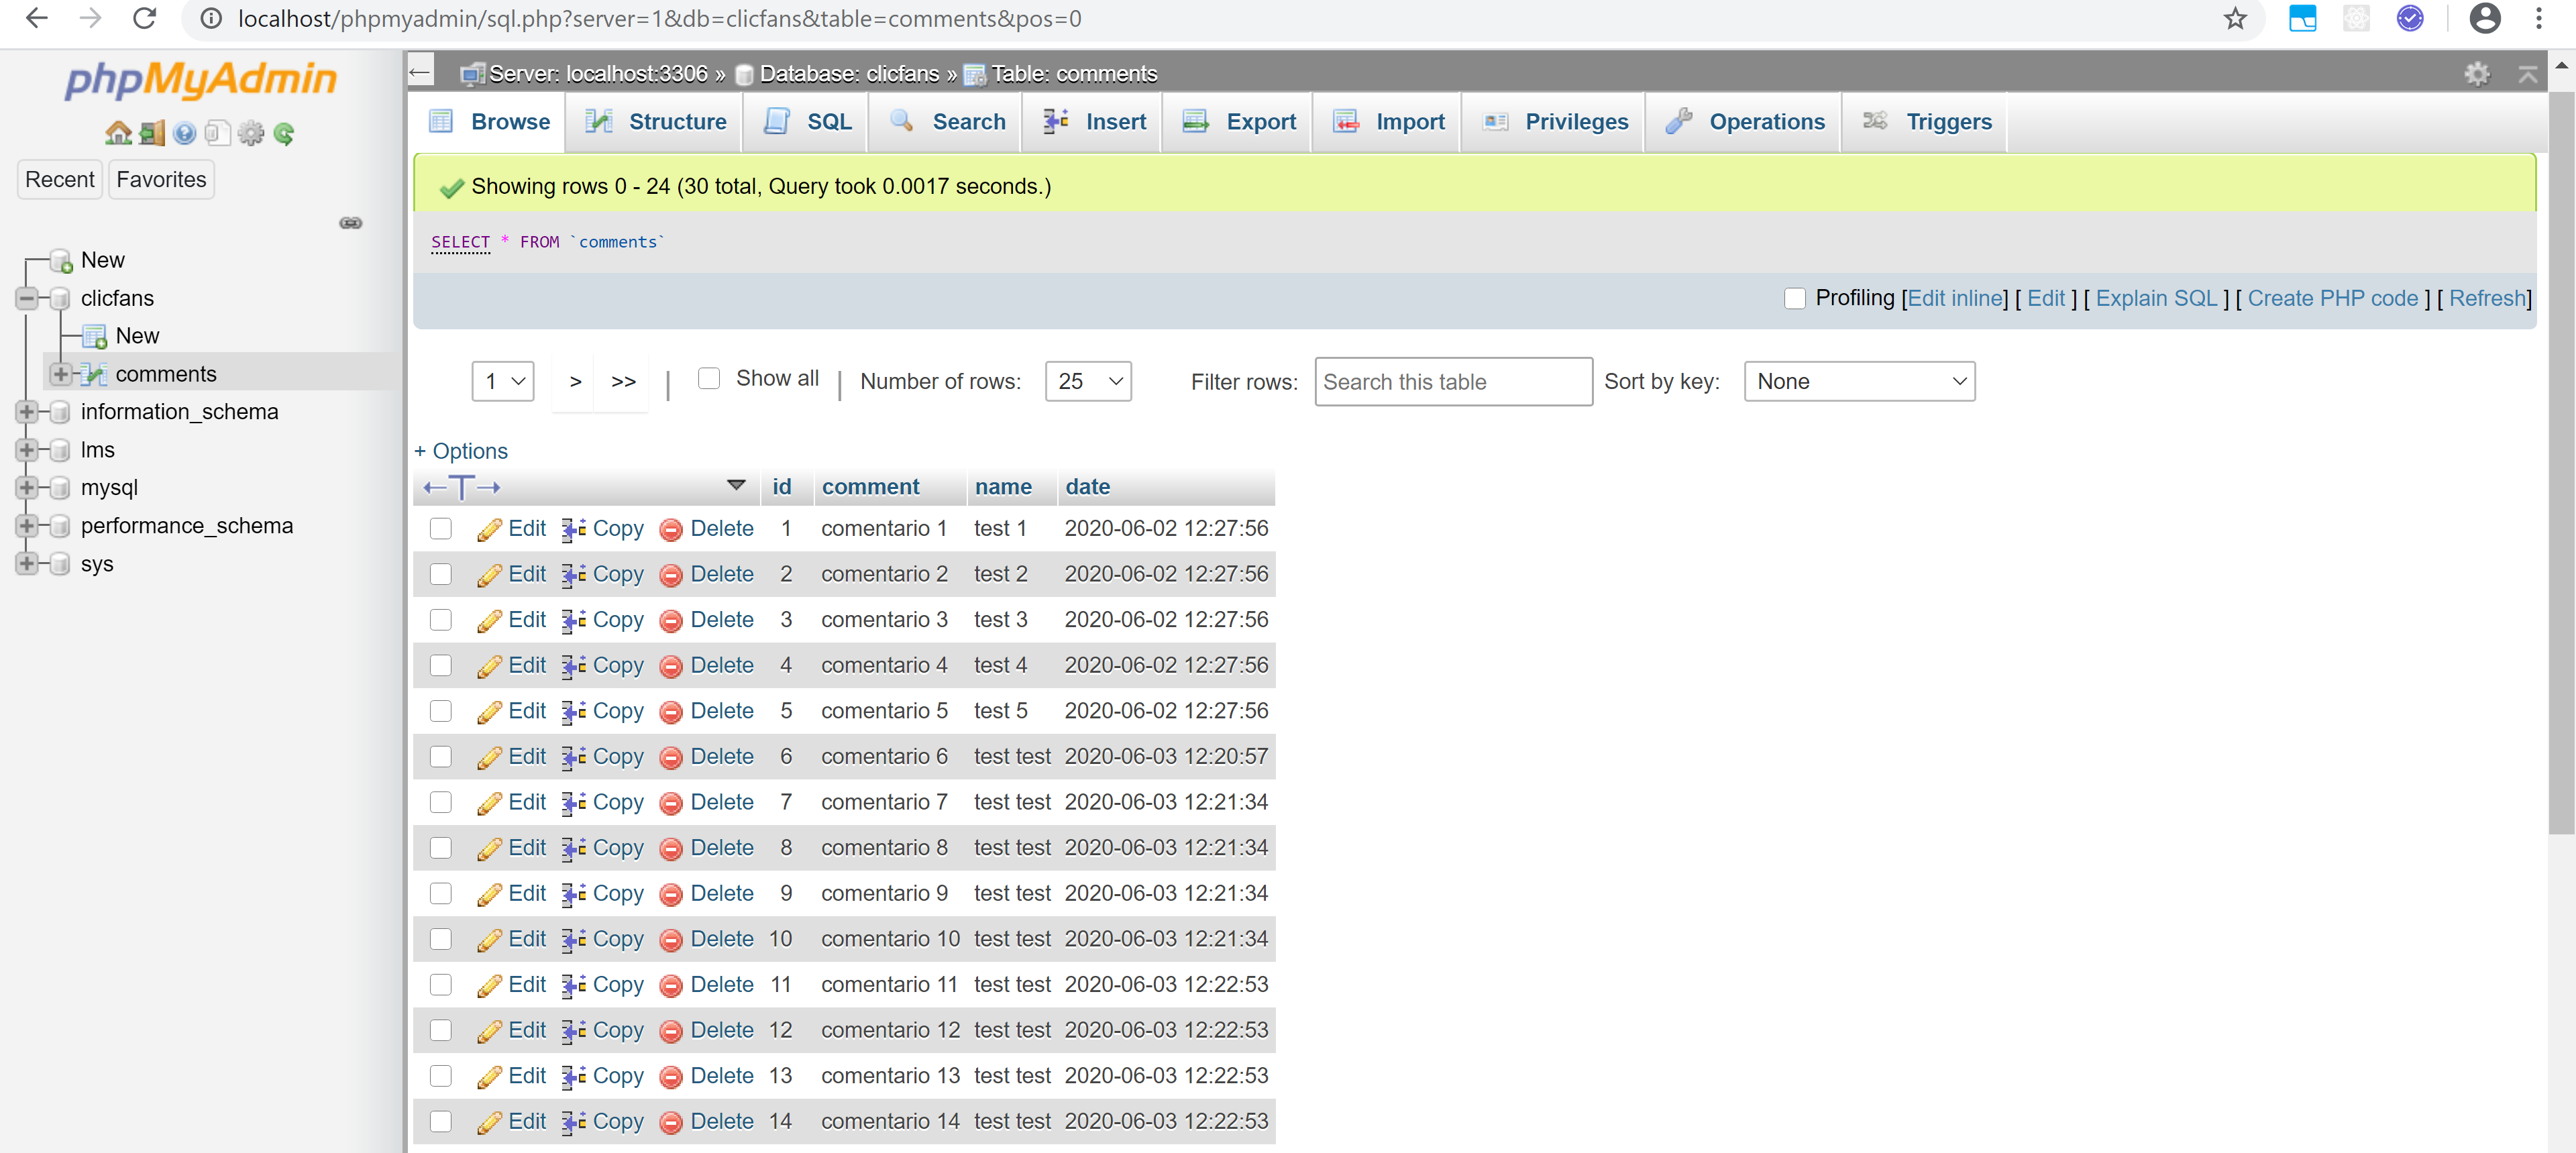 localhost/phpmyadmin/sql.php?server=1&db=clicfans&table=comments&pos=0
phpMyAdmin
Recent Favorites
New
clicfans
New
comments
information_schema
lms
mysql
performance_schema
sys
Server: localhost:3306 » Database: clicfans » Table: comments
Browse Structure SQL Search Insert Export Import Privileges Operations Triggers
Showing rows 0 - 24 (30 total, Query took 0.0017 seconds.)
SELECT * FROM `comments`
Profiling [Edit inline] [ Edit ] [ Explain SQL ] [ Create PHP code ] [ Refresh]
1 > >> | Show all | Number of rows: 25 Filter rows: Search this table Sort by key: None
+ Options
←T→ id comment name date
Edit Copy Delete 1 comentario 1 test 1 2020-06-02 12:27:56
Edit Copy Delete 2 comentario 2 test 2 2020-06-02 12:27:56
Edit Copy Delete 3 comentario 3 test 3 2020-06-02 12:27:56
Edit Copy Delete 4 comentario 4 test 4 2020-06-02 12:27:56
Edit Copy Delete 5 comentario 5 test 5 2020-06-02 12:27:56
Edit Copy Delete 6 comentario 6 test test 2020-06-03 12:20:57
Edit Copy Delete 7 comentario 7 test test 2020-06-03 12:21:34
Edit Copy Delete 8 comentario 8 test test 2020-06-03 12:21:34
Edit Copy Delete 9 comentario 9 test test 2020-06-03 12:21:34
Edit Copy Delete 10 comentario 10 test test 2020-06-03 12:21:34
Edit Copy Delete 11 comentario 11 test test 2020-06-03 12:22:53
Edit Copy Delete 12 comentario 12 test test 2020-06-03 12:22:53
Edit Copy Delete 13 comentario 13 test test 2020-06-03 12:22:53
Edit Copy Delete 14 comentario 14 test test 2020-06-03 12:22:53